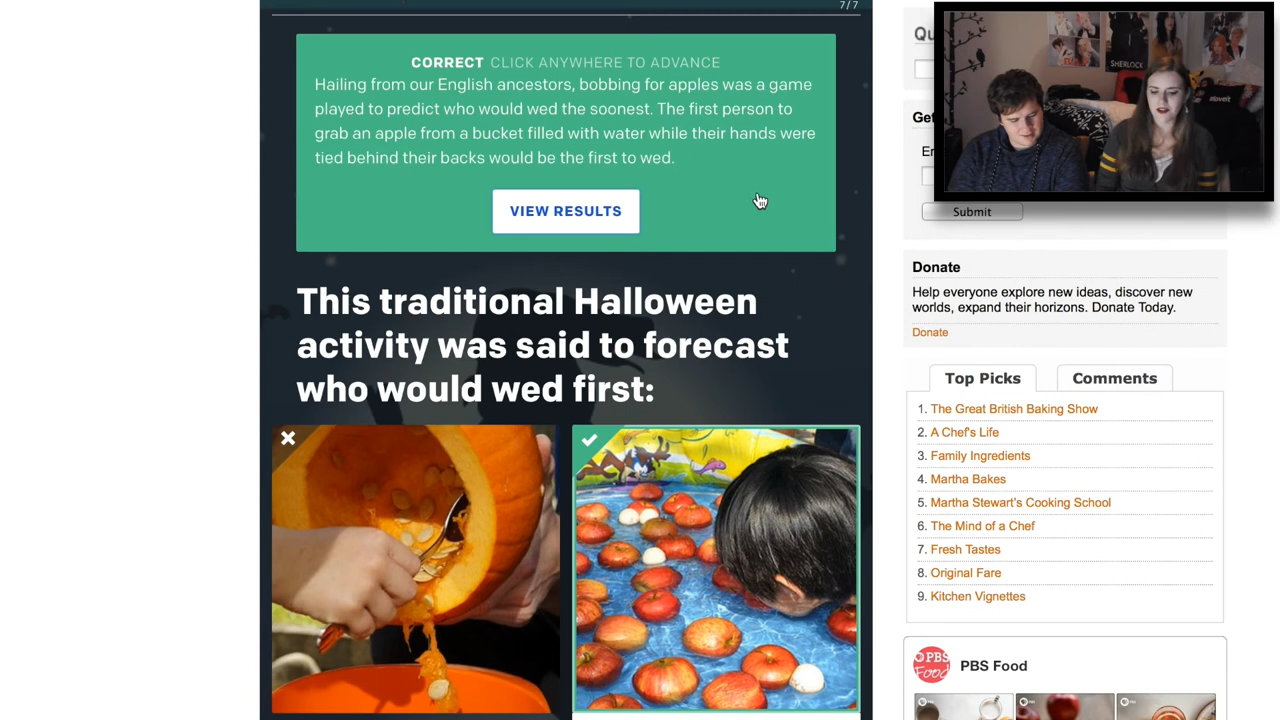 7/7
CORRECT CLICK ANYWHERE TO ADVANCE
Hailing from our English ancestors, bobbing for apples was a game
played to predict who would wed the soonest. The first person to
grab an apple from a bucket filled with water while their hands were
tied behind their backs would be the first to wed.
VIEW RESULTS
This traditional Halloween
activity was said to forecast
who would wed first:
SHERLOCK
Submit
Donate
Help everyone explore new ideas, discover new
worlds, expand their horizons. Donate Today.
Donate
Top Picks
Comments
1. The Great British Baking Show
2. A Chef's Life
3. Family Ingredients
4. Martha Bakes
5. Martha Stewart's Cooking School
6. The Mind of a Chef
7. Fresh Tastes
8. Original Fare
9. Kitchen Vignettes
PBS Food
PBS Food